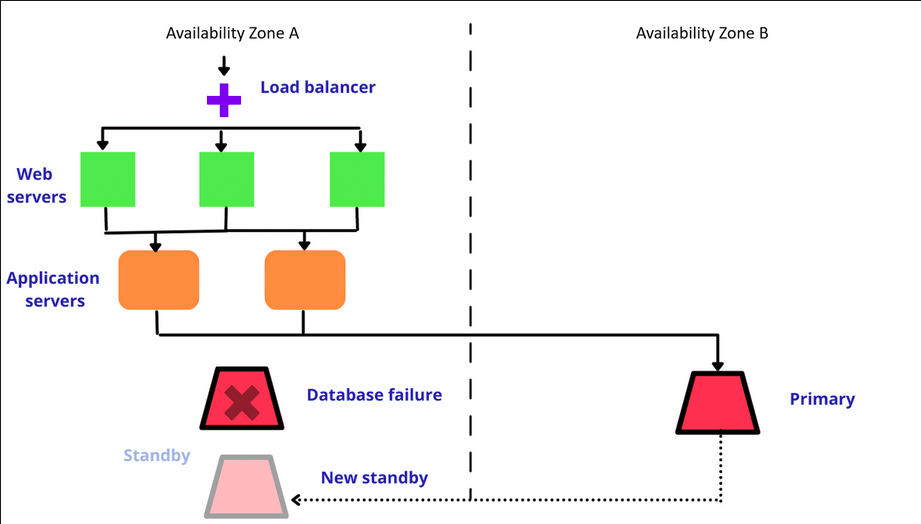 Availability Zone A
Availability Zone B
Load balancer
Web
servers
Application
servers
Database failure
Primary
Standby
New standby